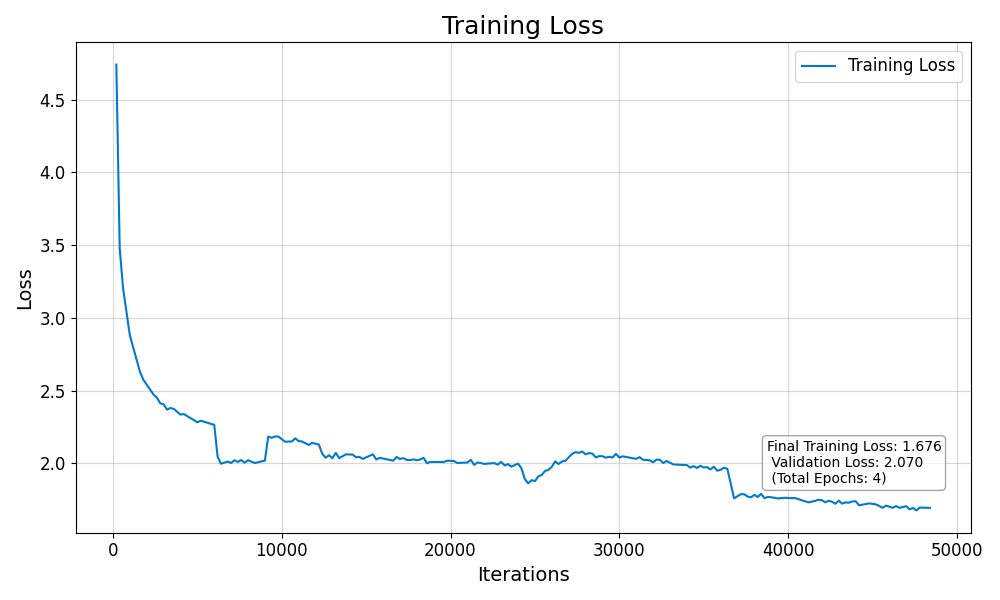 Training Loss
Training Loss
4.5
4.0
3.5
3.0
2.5
2.0
Loss
Final Training Loss: 1.676
Validation Loss: 2.070
(Total Epochs: 4)
0
10000
20000
30000
40000
50000
Iterations